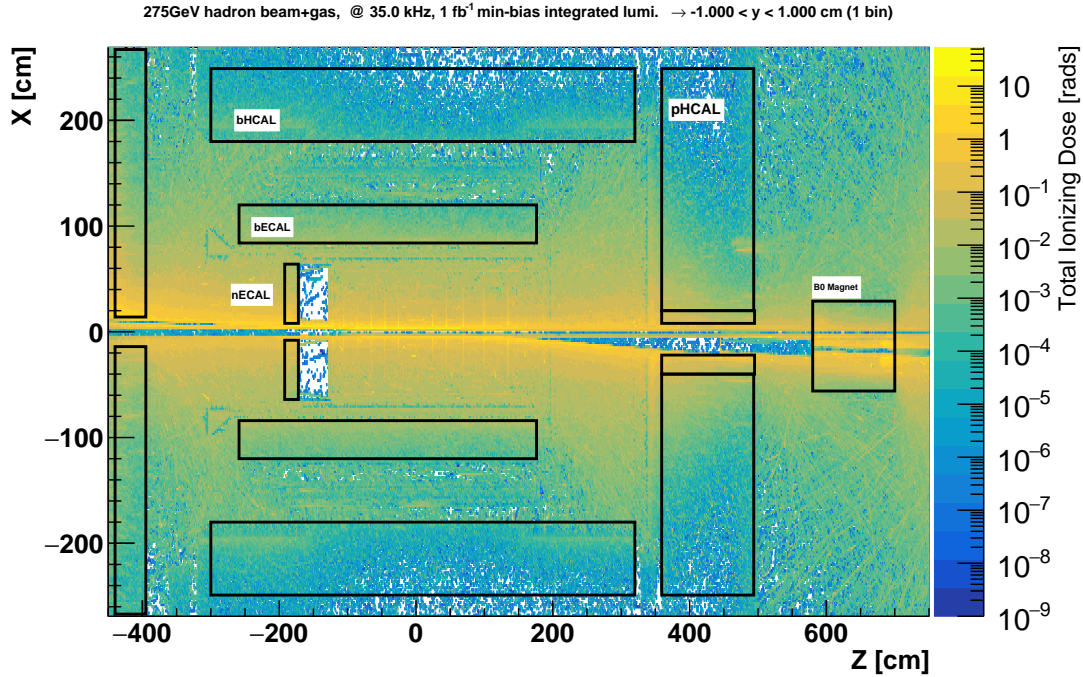 275GeV hadron beam+gas, @ 35.0 kHz, 1 fb⁻¹ min-bias integrated lumi. → -1.000 < y < 1.000 cm (1 bin)
X [cm]
200
100
0
−100
−200
bHCAL
pHCAL
bECAL
nECAL
B0 Magnet
−400
−200
0
200
400
600
Z [cm]
10
1
10⁻¹
10⁻²
10⁻³
10⁻⁴
10⁻⁵
10⁻⁶
10⁻⁷
10⁻⁸
10⁻⁹
Total Ionizing Dose [rads]